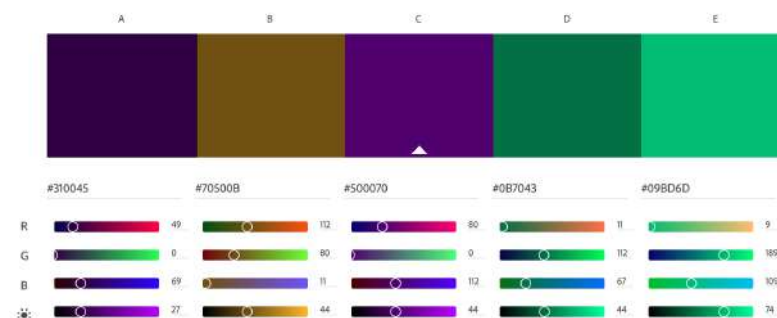 A B C D E
#310045 #70500B #500070 #0B7043 #09BD6D
R 49 112 80 11 9
G 0 80 0 112 189
B 69 11 112 67 109
27 44 44 44 74